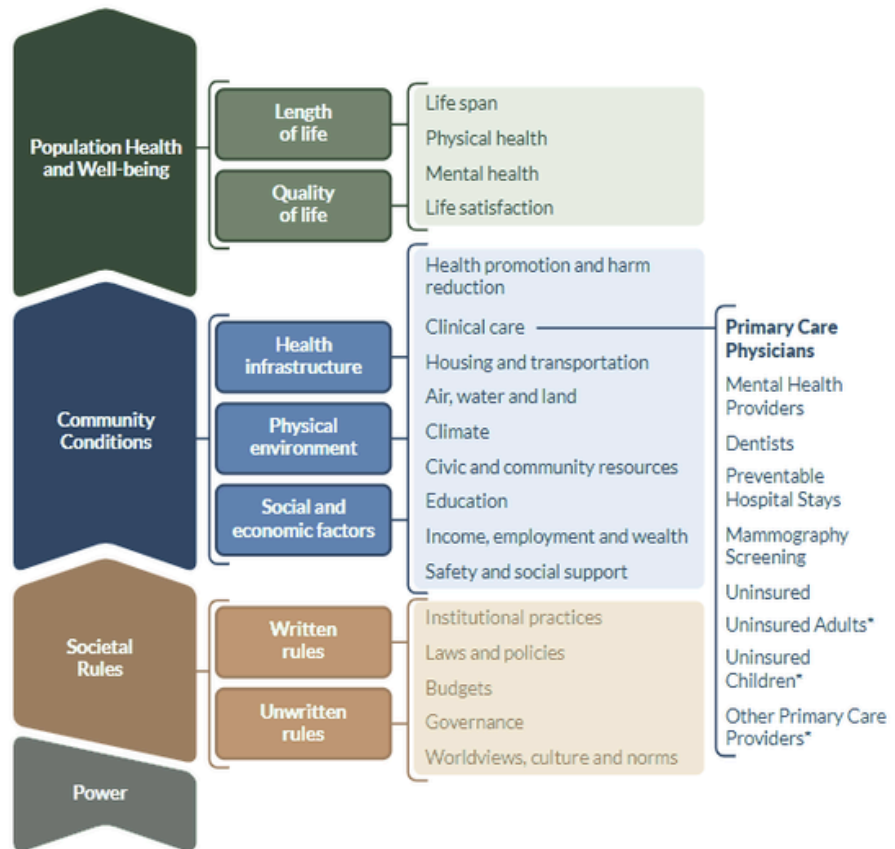 Population Health
and Well-being
Length
of life
Quality
of life
Life span
Physical health
Mental health
Life satisfaction
Community
Conditions
Health
infrastructure
Physical
environment
Social and
economic factors
Health promotion and harm
reduction
Clinical care
Housing and transportation
Air, water and land
Climate
Civic and community resources
Education
Income, employment and wealth
Safety and social support
Primary Care
Physicians
Mental Health
Providers
Dentists
Preventable
Hospital Stays
Mammography
Screening
Uninsured
Uninsured Adults*
Uninsured
Children*
Other Primary Care
Providers*
Societal
Rules
Written
rules
Unwritten
rules
Institutional practices
Laws and policies
Budgets
Governance
Worldviews, culture and norms
Power